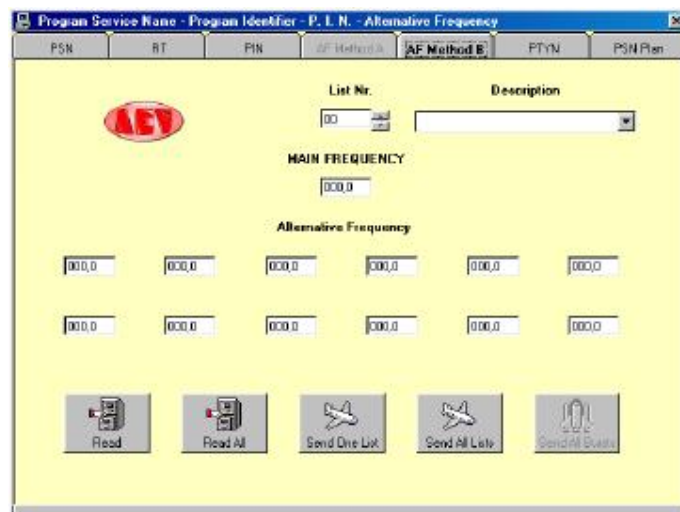 Program Service Name - Program Identifier - P. I. N. - Alternative Frequency
PSN RT PIN AF Method A AF Method B PTYN PSN Plan
List Nr. Description
AEV
00
MAIN FREQUENCY
000,0
Alternative Frequency
000,0 000,0 000,0 000,0 000,0 000,0
000,0 000,0 000,0 000,0 000,0 000,0
Read Read All Send One List Send All Lists Send All